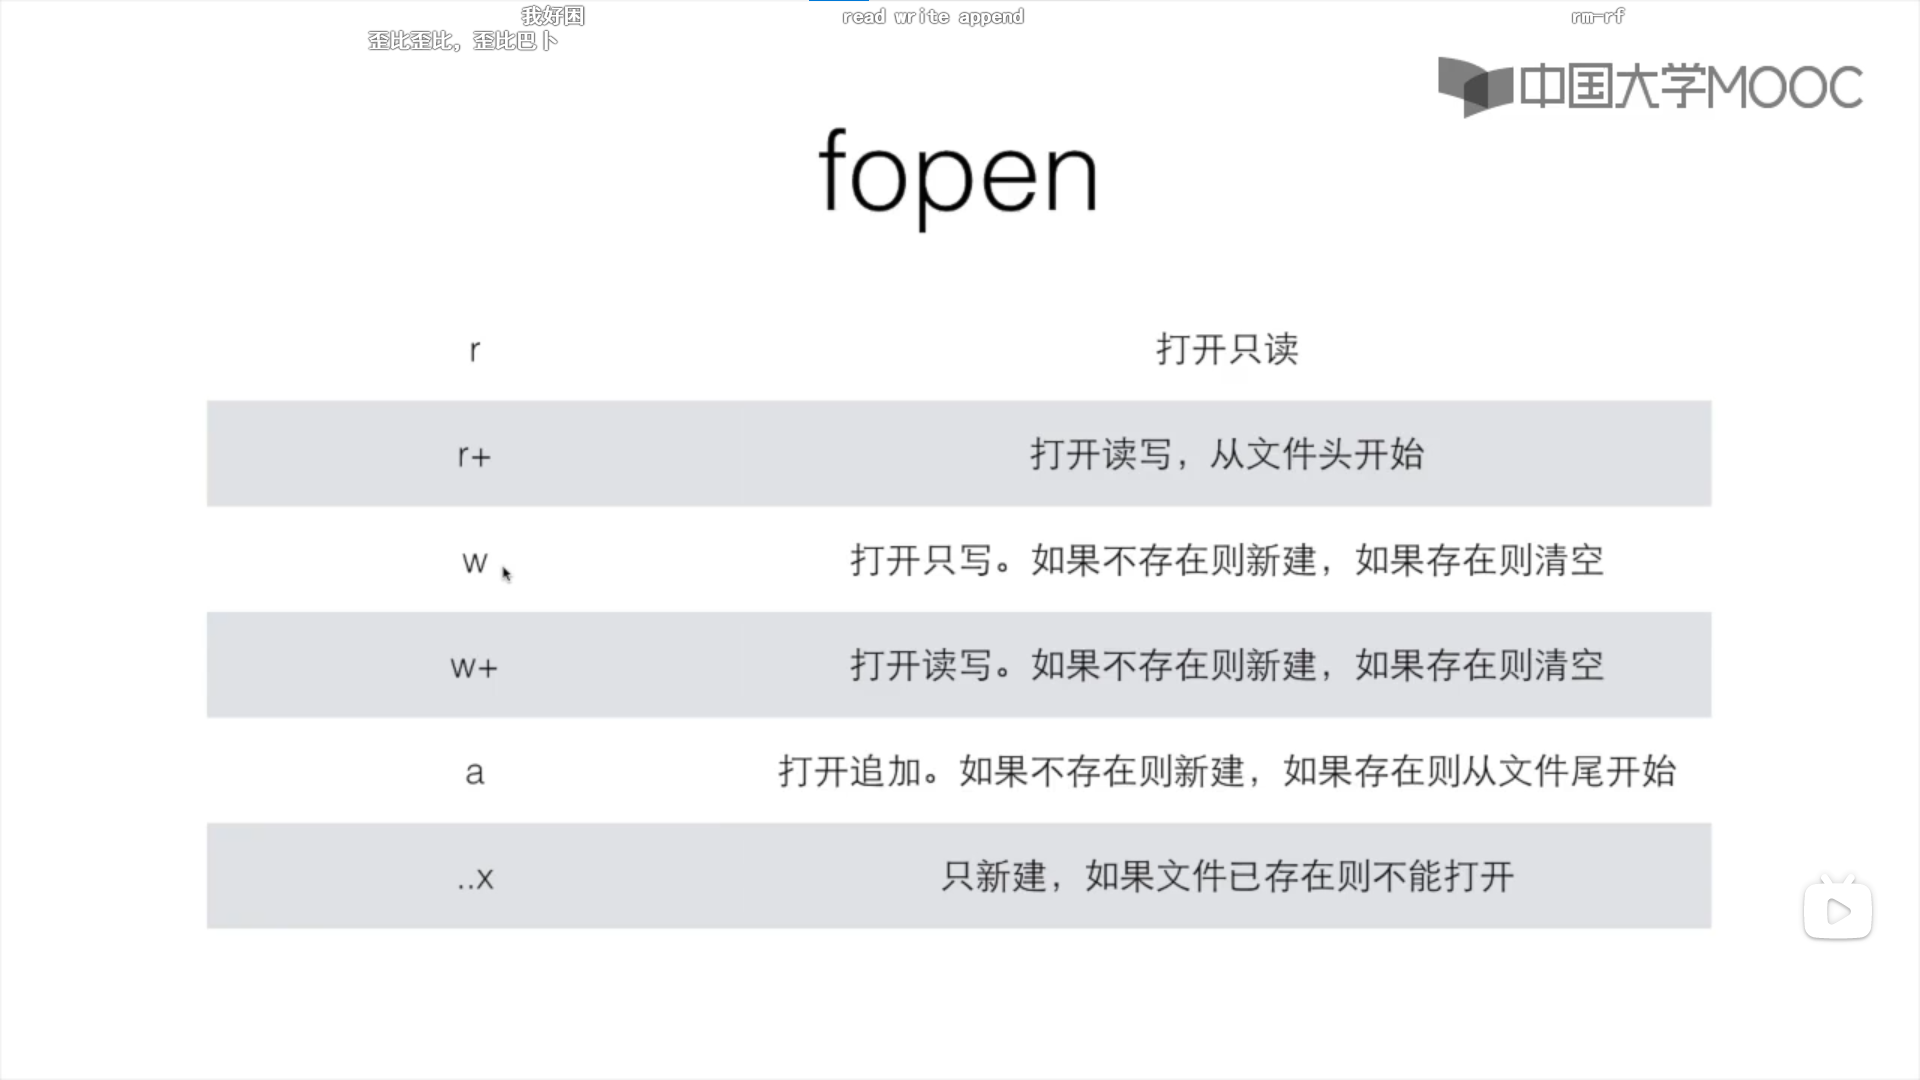 我好困
read write append
rm-rf
歪比歪比，歪比巴卜
中国大学MOOC
fopen
r 打开只读
r+ 打开读写，从文件头开始
w 打开只写。如果不存在则新建，如果存在则清空
w+ 打开读写。如果不存在则新建，如果存在则清空
a 打开追加。如果不存在则新建，如果存在则从文件尾开始
..x 只新建，如果文件已存在则不能打开